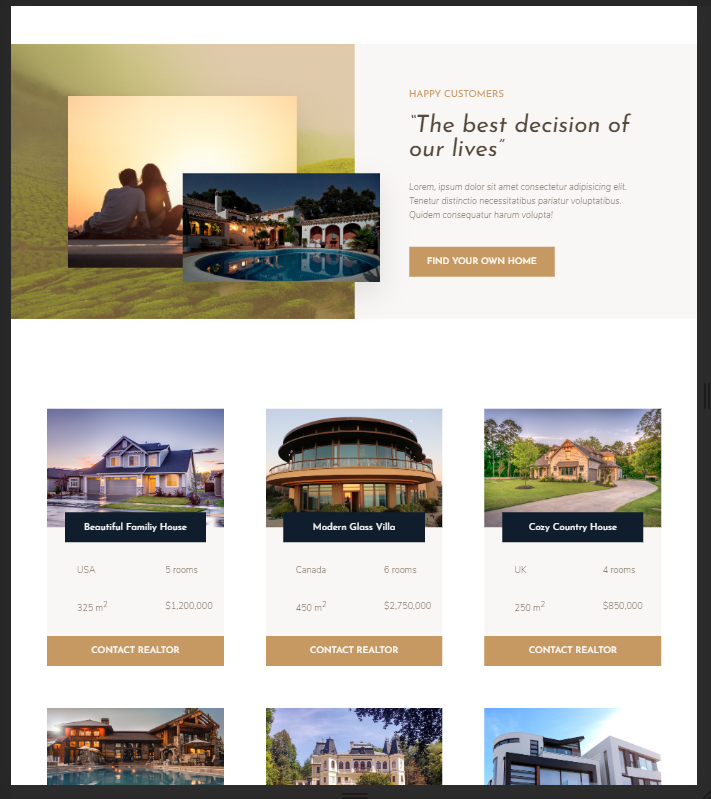 HAPPY CUSTOMERS
“The best decision of
our lives”
Lorem, ipsum dolor sit amet consectetur adipisicing elit.
Tenetur distinctio necessitatibus pariatur voluptatibus.
Quidem consequatur harum volupta!
FIND YOUR OWN HOME
Beautiful Familiy House
USA 5 rooms
325 m² $1,200,000
CONTACT REALTOR
Modern Glass Villa
Canada 6 rooms
450 m² $2,750,000
CONTACT REALTOR
Cozy Country House
UK 4 rooms
250 m² $850,000
CONTACT REALTOR